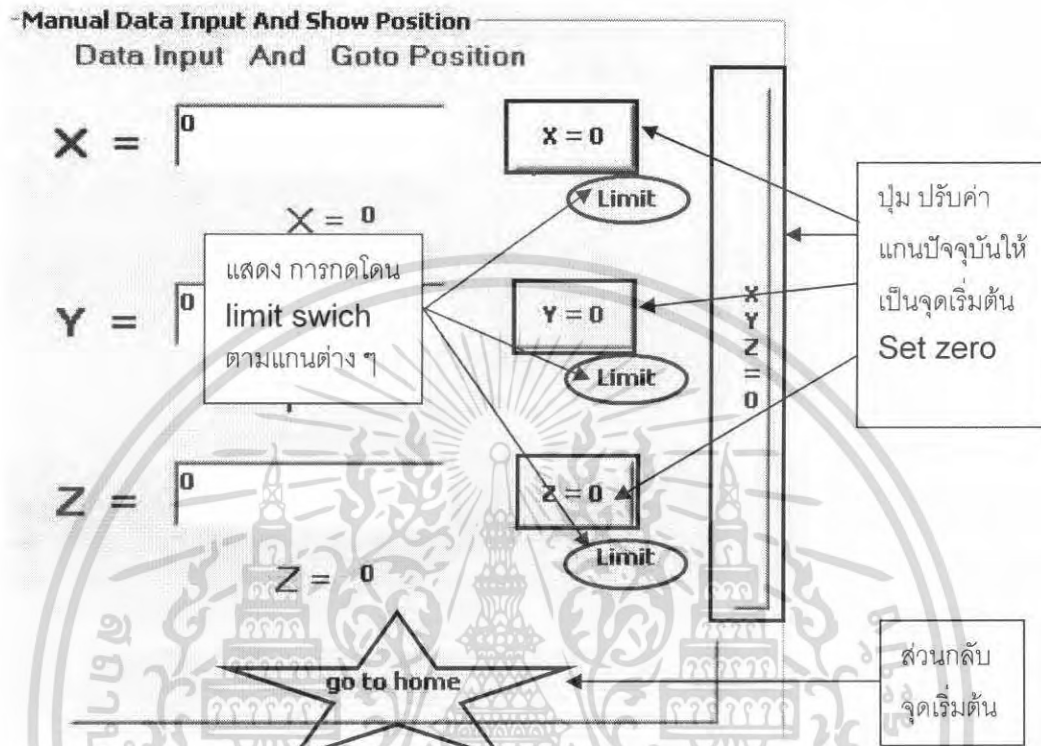 Manual Data Input And Show Position
Data Input And Goto Position
X =
0
X = 0
Limit
X = 0
แสดง การกดโดน
limit swich
ตามแกนต่าง ๆ
Y =
0
Y = 0
Limit
Z =
0
Z = 0
Limit
Z = 0
X
Y
Z
=
0
ปุ่ม ปรับค่า
แกนปัจจุบันให้
เป็นจุดเริ่มต้น
Set zero
go to home
ส่วนกลับ
จุดเริ่มต้น